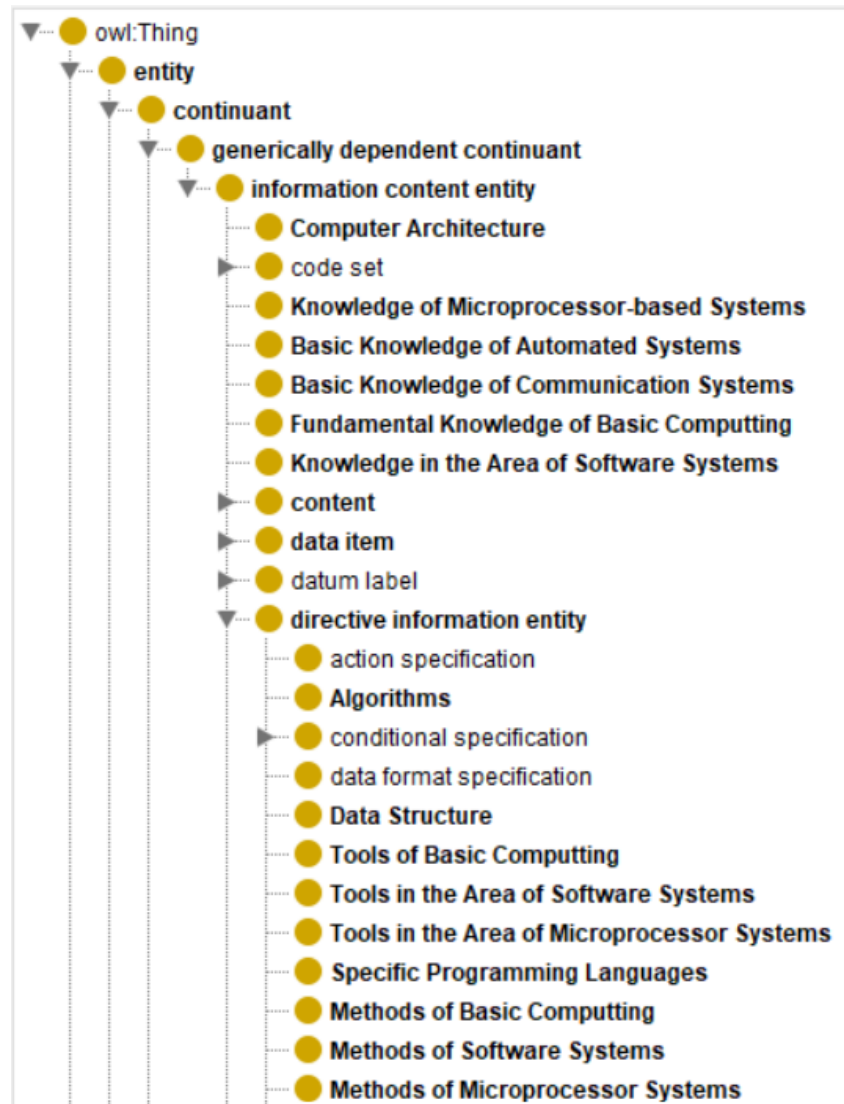 owl:Thing
entity
continuant
generically dependent continuant
information content entity
Computer Architecture
code set
Knowledge of Microprocessor-based Systems
Basic Knowledge of Automated Systems
Basic Knowledge of Communication Systems
Fundamental Knowledge of Basic Computting
Knowledge in the Area of Software Systems
content
data item
datum label
directive information entity
action specification
Algorithms
conditional specification
data format specification
Data Structure
Tools of Basic Computting
Tools in the Area of Software Systems
Tools in the Area of Microprocessor Systems
Specific Programming Languages
Methods of Basic Computting
Methods of Software Systems
Methods of Microprocessor Systems